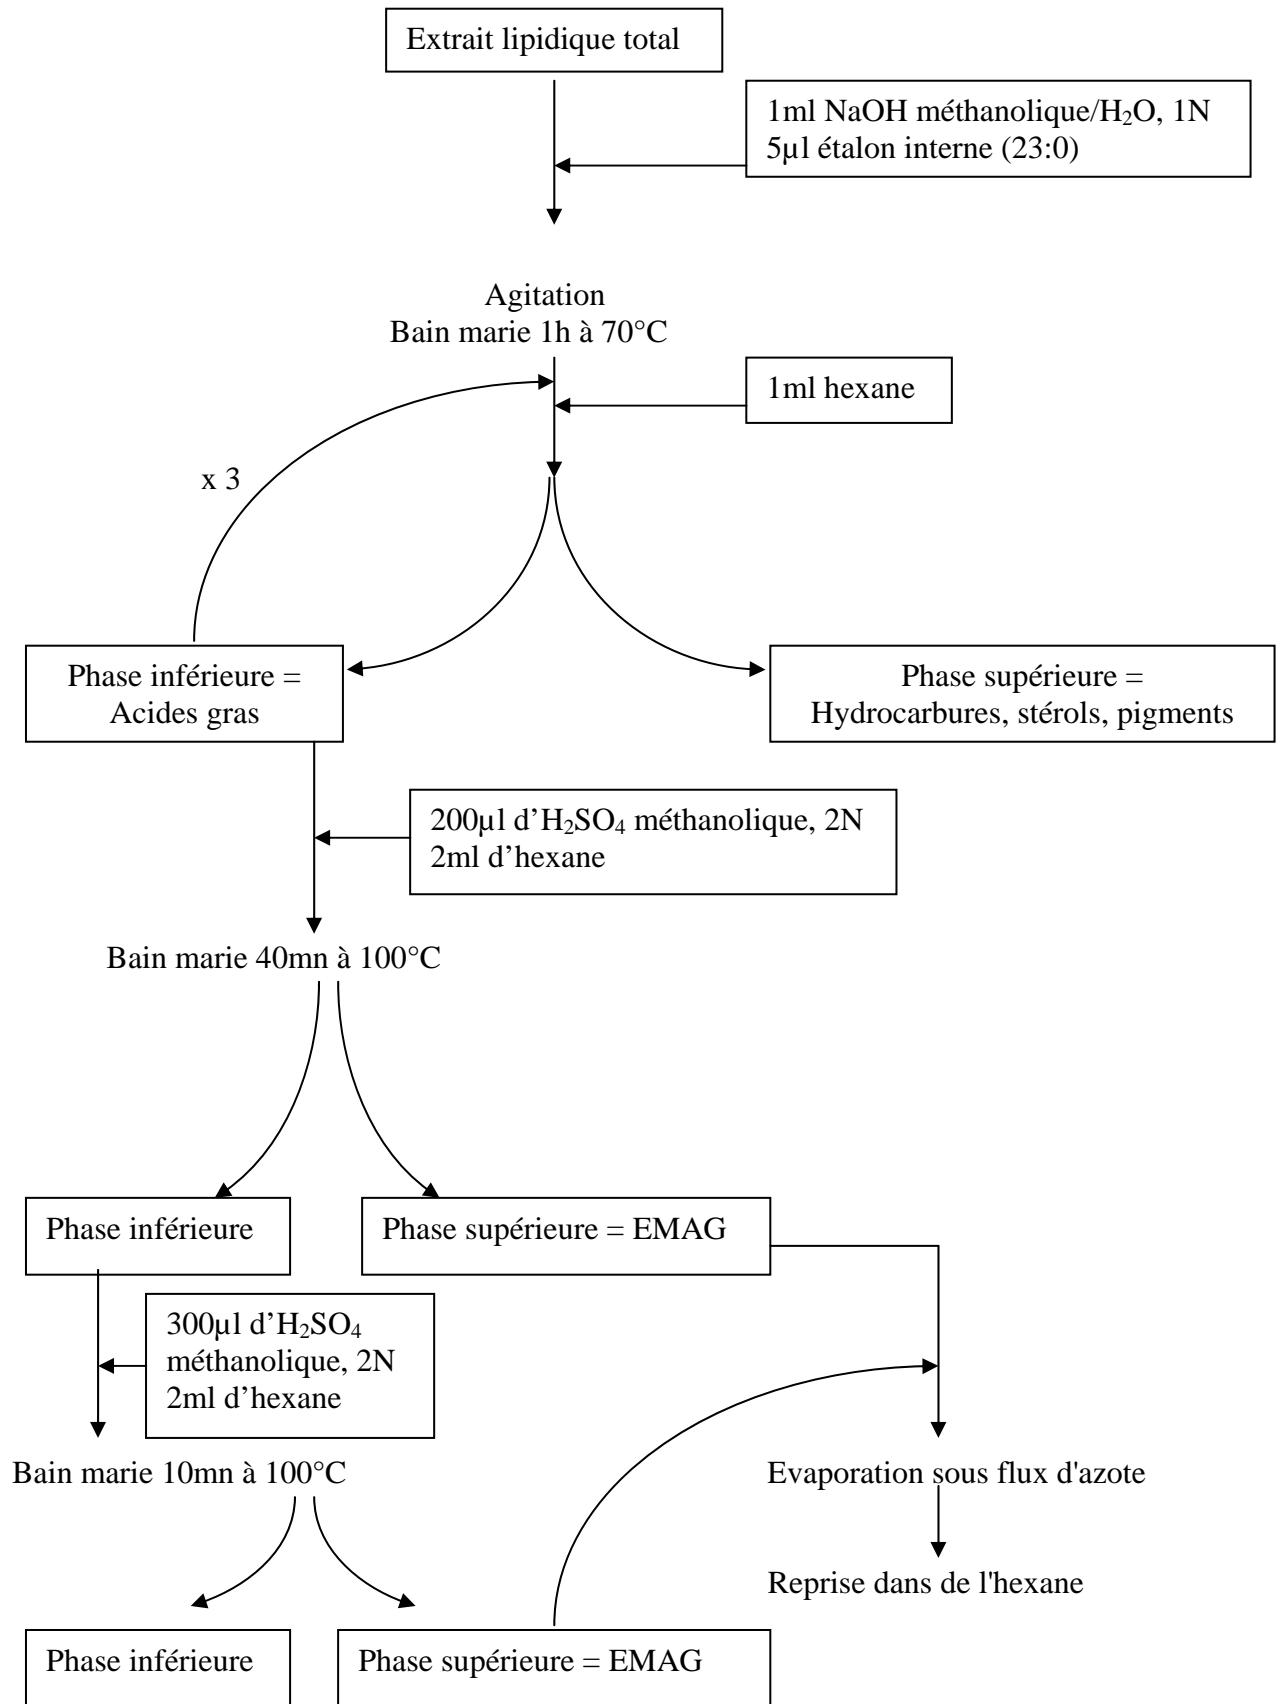 Extrait lipidique total
1ml NaOH méthanolique/H₂O, 1N
5µl étalon interne (23:0)
Agitation
Bain marie 1h à 70°C
1ml hexane
x 3
Phase inférieure =
Acides gras
Phase supérieure =
Hydrocarbures, stérols, pigments
200µl d’H₂SO₄ méthanolique, 2N
2ml d’hexane
Bain marie 40mn à 100°C
Phase inférieure
Phase supérieure = EMAG
300µl d’H₂SO₄
méthanolique, 2N
2ml d’hexane
Bain marie 10mn à 100°C
Evaporation sous flux d'azote
Reprise dans de l'hexane
Phase inférieure
Phase supérieure = EMAG